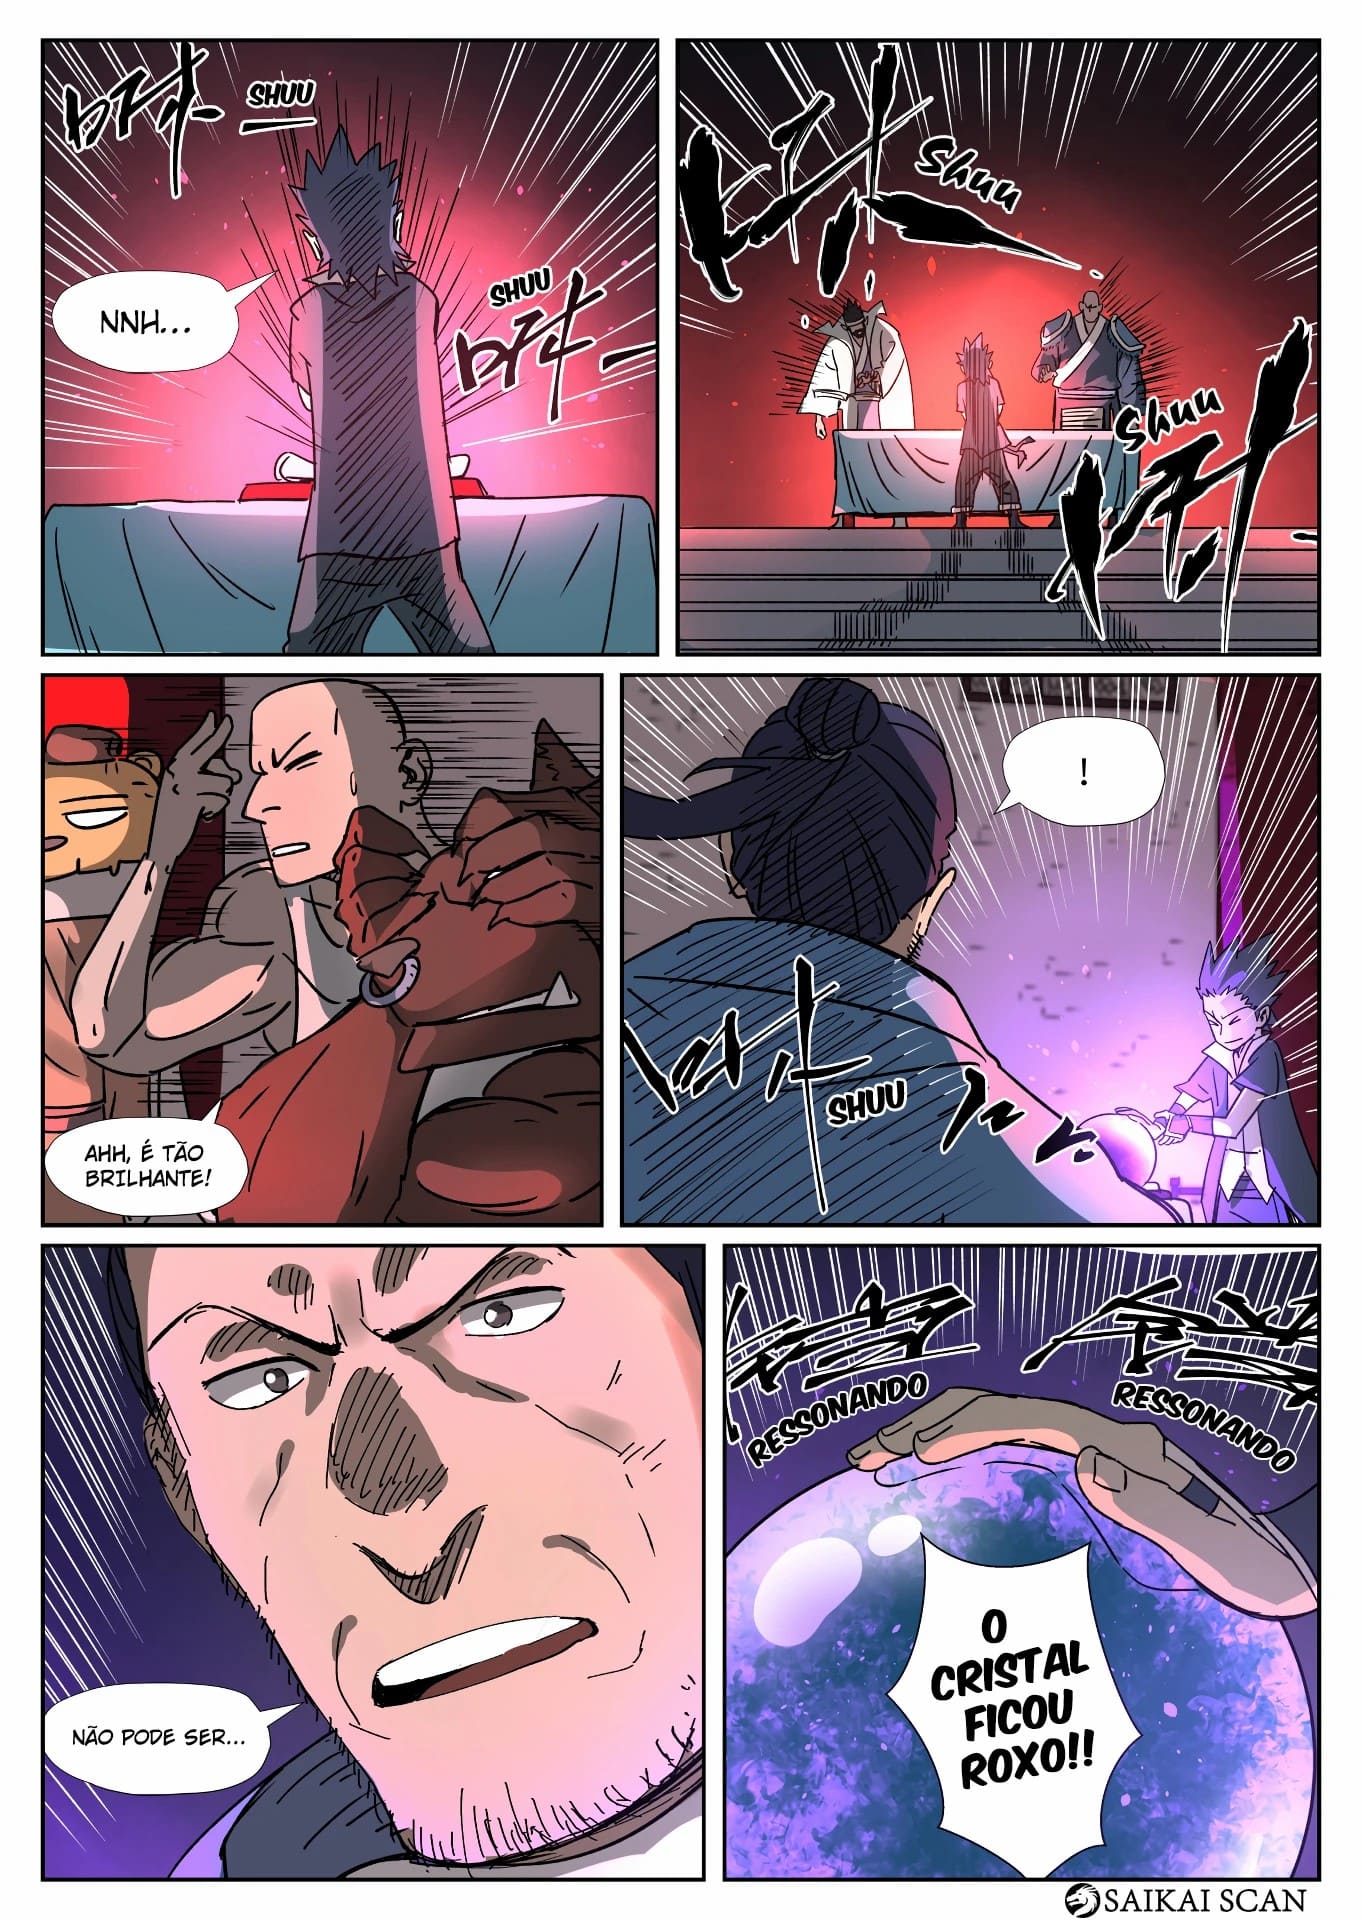 SHUU
NNH...
SHUU
Shuu
Shuu
AHH, É TÃO
BRILHANTE!
!
SHUU
NÃO PODE SER...
RESSONANDO
RESSONANDO
O
CRISTAL
FICOU
ROXO!!
SAIKAI SCAN